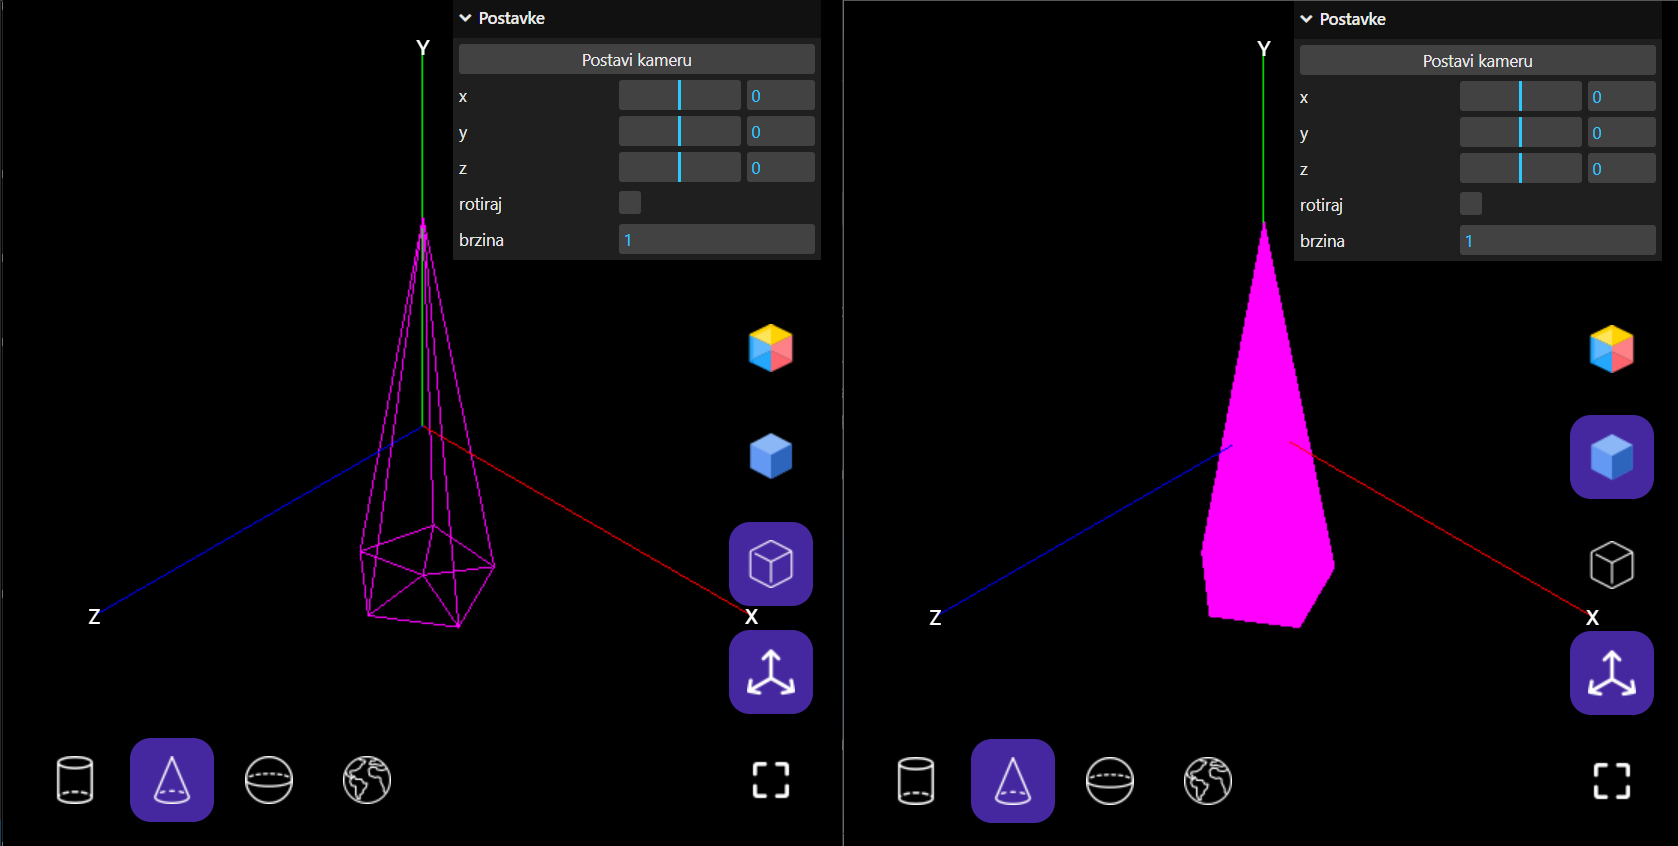 Postavke
Postavi kameru
x 0
y 0
z 0
rotiraj
brzina 1
Y
Z
X
Postavke
Postavi kameru
x 0
y 0
z 0
rotiraj
brzina 1
Y
Z
X